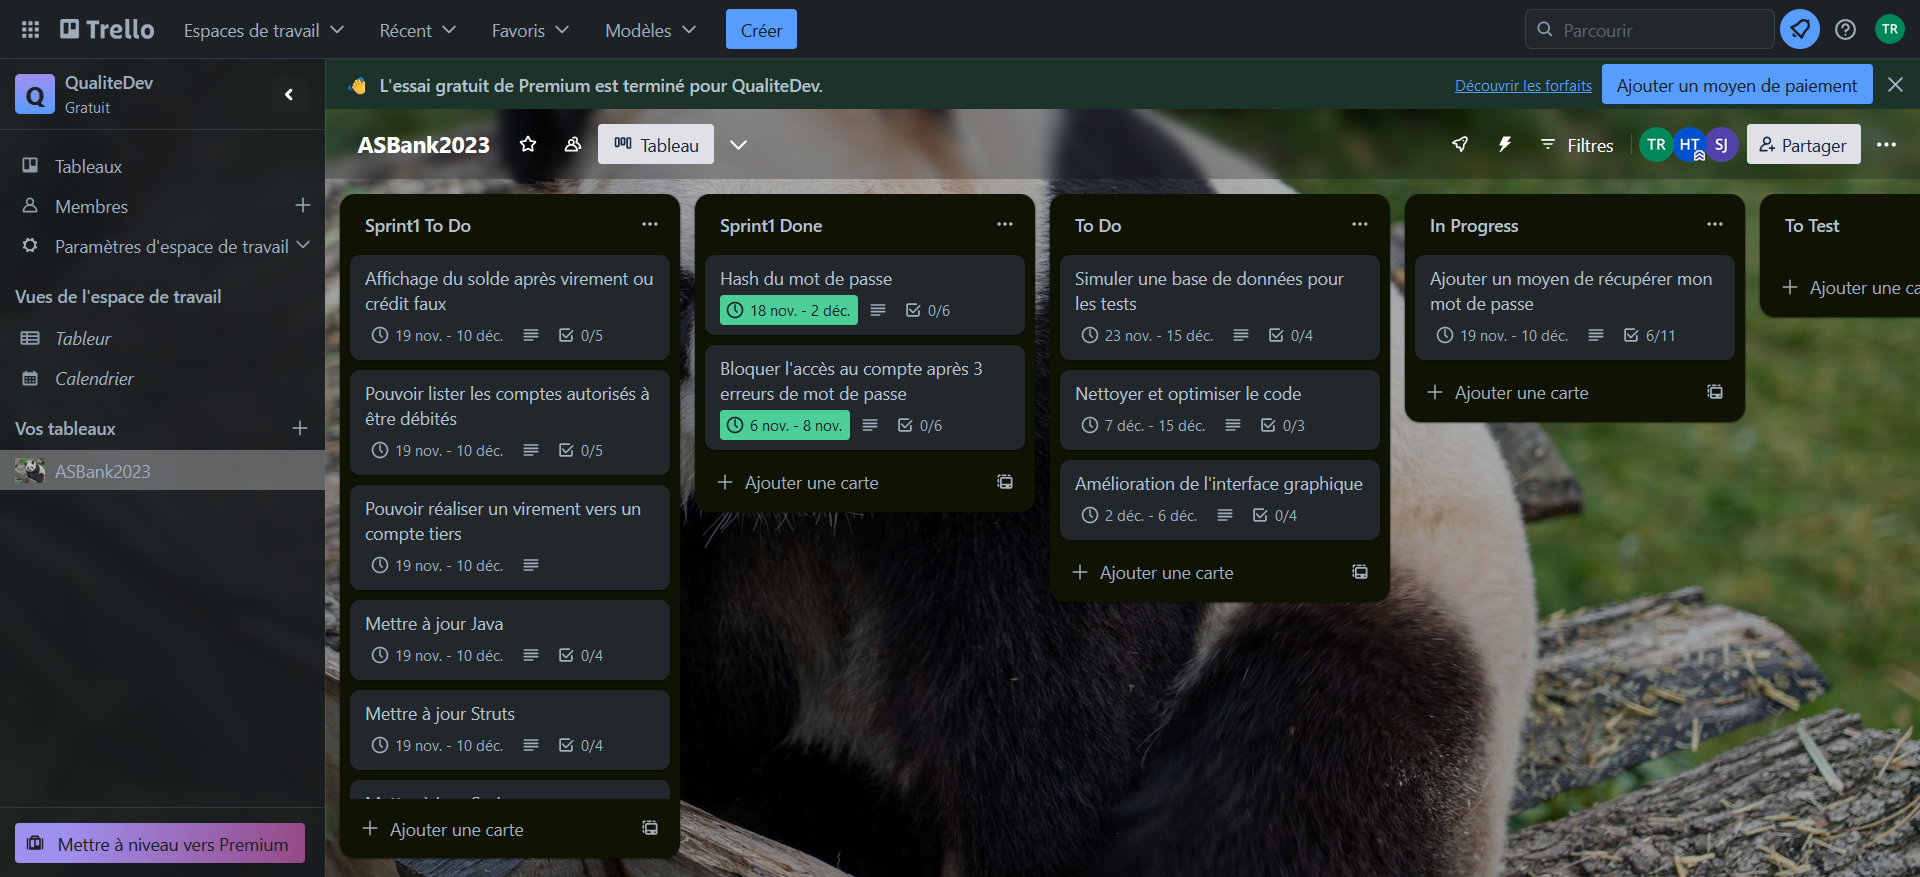 Trello
Espaces de travail
Récent
Favoris
Modèles
Créer
Parcourir
TR
Q
QualiteDev
Gratuit
L'essai gratuit de Premium est terminé pour QualiteDev.
Découvrir les forfaits
Ajouter un moyen de paiement
ASBank2023
Tableau
Filtres
TR
HT
SJ
Partager
Tableaux
Membres
Paramètres d'espace de travail
Vues de l'espace de travail
Tableur
Calendrier
Vos tableaux
ASBank2023
Mettre à niveau vers Premium
Sprint1 To Do
Affichage du solde après virement ou
crédit faux
19 nov. - 10 déc. 0/5
Pouvoir lister les comptes autorisés à
être débités
19 nov. - 10 déc. 0/5
Pouvoir réaliser un virement vers un
compte tiers
19 nov. - 10 déc.
Mettre à jour Java
19 nov. - 10 déc. 0/4
Mettre à jour Struts
19 nov. - 10 déc. 0/4
Ajouter une carte
Sprint1 Done
Hash du mot de passe
18 nov. - 2 déc. 0/6
Bloquer l'accès au compte après 3
erreurs de mot de passe
6 nov. - 8 nov. 0/6
Ajouter une carte
To Do
Simuler une base de données pour
les tests
23 nov. - 15 déc. 0/4
Nettoyer et optimiser le code
7 déc. - 15 déc. 0/3
Amélioration de l'interface graphique
2 déc. - 6 déc. 0/4
Ajouter une carte
In Progress
Ajouter un moyen de récupérer mon
mot de passe
19 nov. - 10 déc. 6/11
Ajouter une carte
To Test
Ajouter une ca